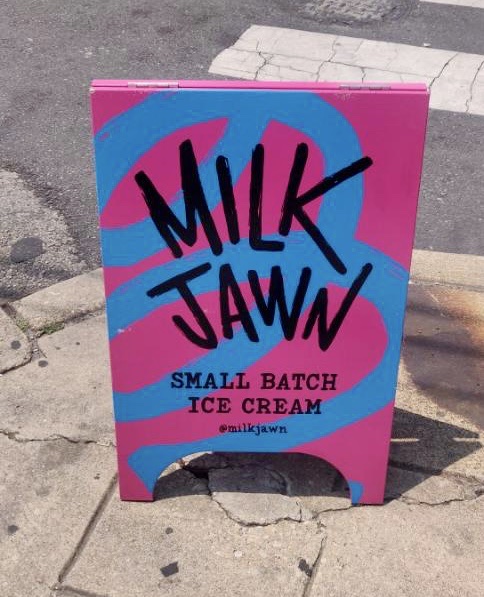 MILK
JAWN
SMALL BATCH
ICE CREAM
@milkjawn